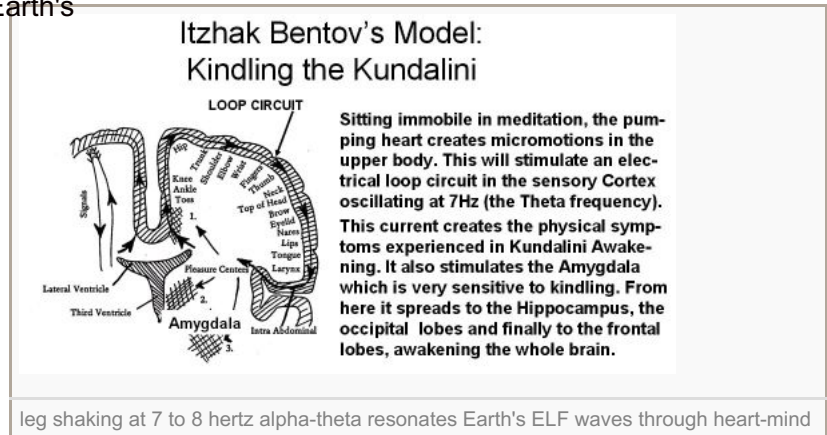 Earth's
Itzhak Bentov's Model:
Kindling the Kundalini
LOOP CIRCUIT
Hip
Trunk
Shoulder
Elbow
Wrist
Fingers
Thumb
Neck
Top of Head
Brow
Eyelid
Nares
Lips
Tongue
Larynx
Knee
Ankle
Toes
Signals
1.
Pleasure Centers
2.
Lateral Ventricle
Third Ventricle
Amygdala
3.
Intra Abdominal
Sitting immobile in meditation, the pum-
ping heart creates micromotions in the
upper body. This will stimulate an elec-
trical loop circuit in the sensory Cortex
oscillating at 7Hz (the Theta frequency).
This current creates the physical symp-
toms experienced in Kundalini Awake-
ning. It also stimulates the Amygdala
which is very sensitive to kindling. From
here it spreads to the Hippocampus, the
occipital lobes and finally to the frontal
lobes, awakening the whole brain.
leg shaking at 7 to 8 hertz alpha-theta resonates Earth's ELF waves through heart-mind